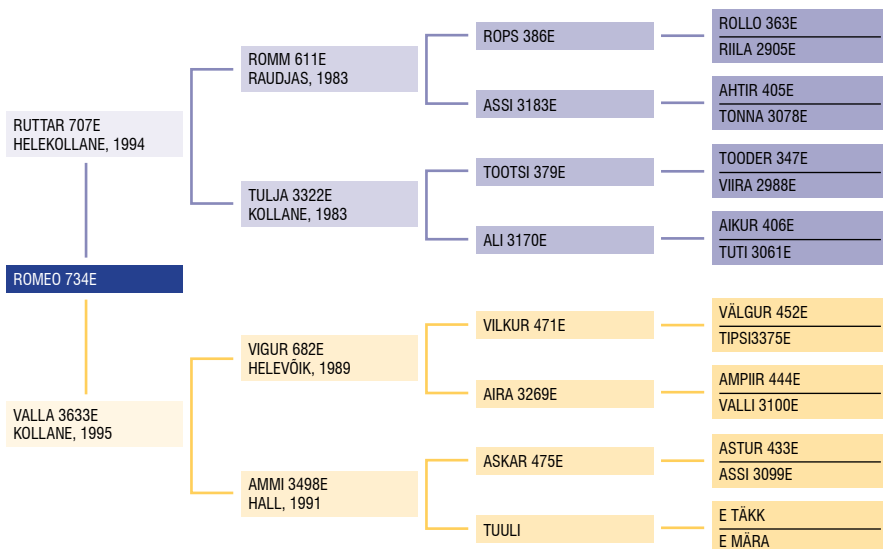 RUTTAR 707E
HELEKOLLANE, 1994
ROMEO 734E
VALLA 3633E
KOLLANE, 1995
ROMM 611E
RAUDJAS, 1983
TULJA 3322E
KOLLANE, 1983
VIGUR 682E
HELEVÕIK, 1989
AMMI 3498E
HALL, 1991
ROPS 386E
ASSI 3183E
TOOTSI 379E
ALI 3170E
VILKUR 471E
AIRA 3269E
ASKAR 475E
TUULI
ROLLO 363E
RIILA 2905E
AHTIR 405E
TONNA 3078E
TOODER 347E
VIIRA 2988E
AIKUR 406E
TUTI 3061E
VÄLGUR 452E
TIPSI3375E
AMPIIR 444E
VALLI 3100E
ASTUR 433E
ASSI 3099E
E TÄKK
E MÄRA